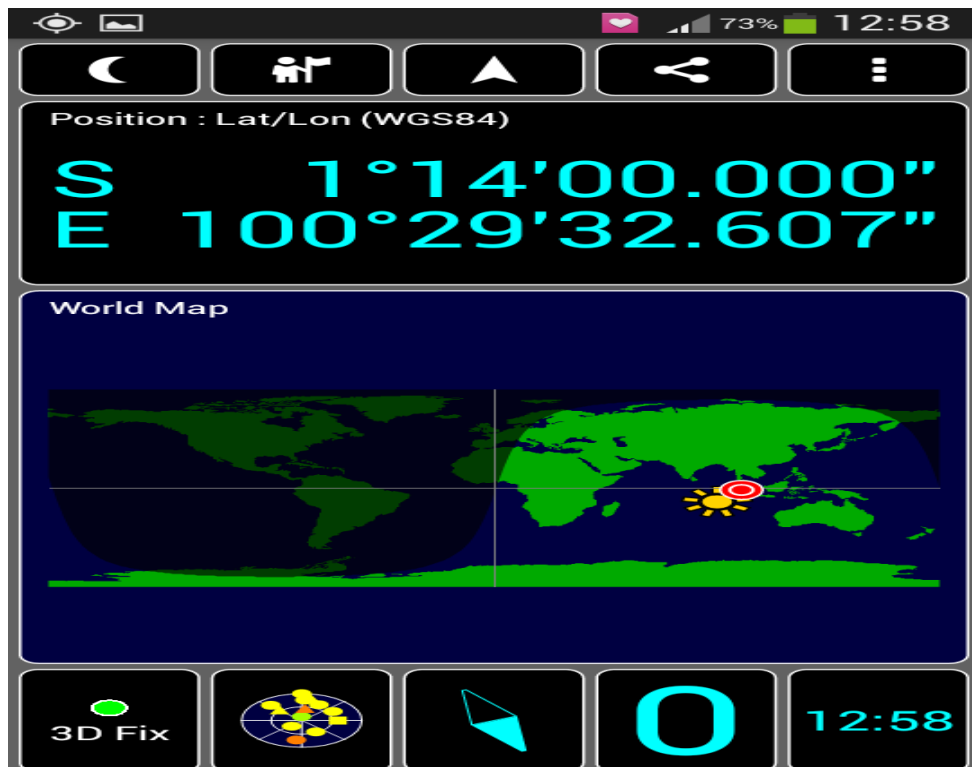 73% 12:58
Position : Lat/Lon (WGS84)
S 1°14'00.000"
E 100°29'32.607"
World Map
3D Fix
0
12:58